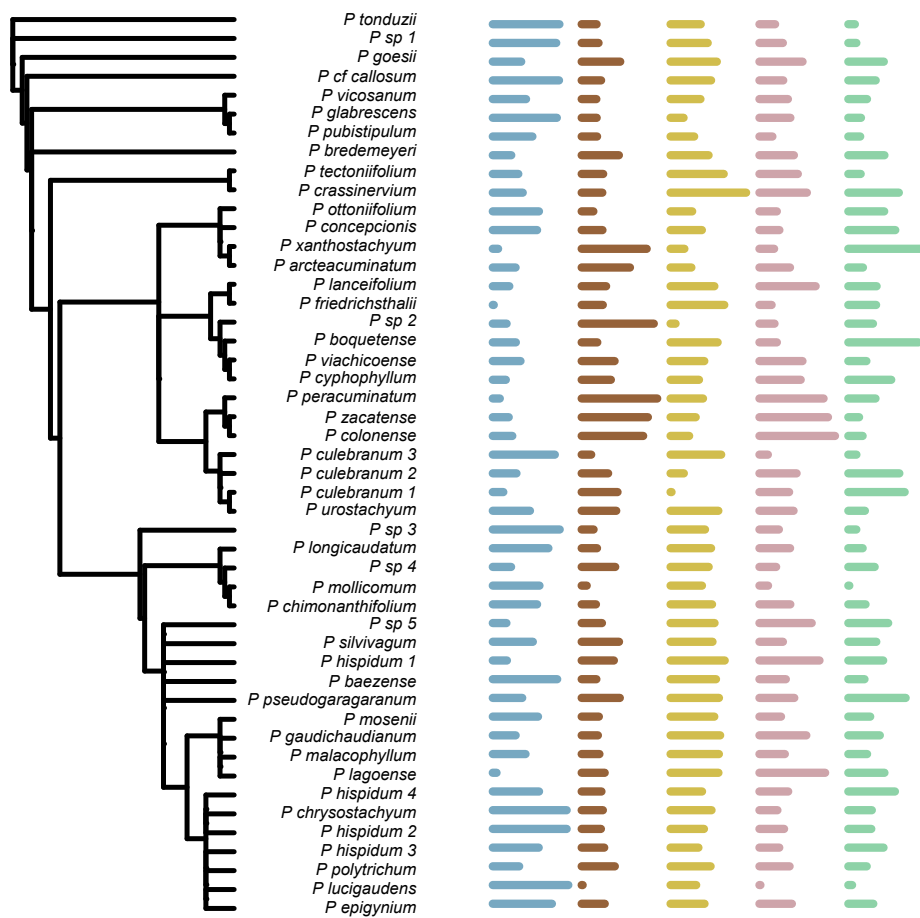 P tonduzii
P sp 1
P goesii
P cf callosum
P vicosanum
P glabrescens
P pubistipulum
P bredemeyeri
P tectoniifolium
P crassinervium
P ottoniifolium
P concepcionis
P xanthostachyum
P arcteacuminatum
P lanceifolium
P friedrichsthalii
P sp 2
P boquetense
P viachicoense
P cyphophyllum
P peracuminatum
P zacatense
P colonense
P culebranum 3
P culebranum 2
P culebranum 1
P urostachyum
P sp 3
P longicaudatum
P sp 4
P mollicomum
P chimonanthifolium
P sp 5
P silvivagum
P hispidum 1
P baezense
P pseudogaragaranum
P mosenii
P gaudichaudianum
P malacophyllum
P lagoense
P hispidum 4
P chrysostachyum
P hispidum 2
P hispidum 3
P polytrichum
P lucigaudens
P epigynium